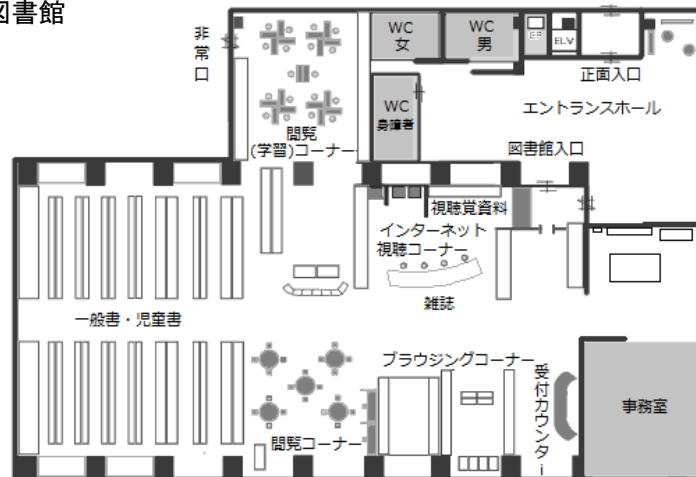 図書館
非常口
WC
女
WC
男
EPS
ELV
正面入口
WC
身障者
エントランスホール
閲覧
(学習)コーナー
図書館入口
視聴覚資料
インターネット
視聴コーナー
雑誌
一般書・児童書
ブラウジングコーナー
受付カウンター
事務室
閲覧コーナー